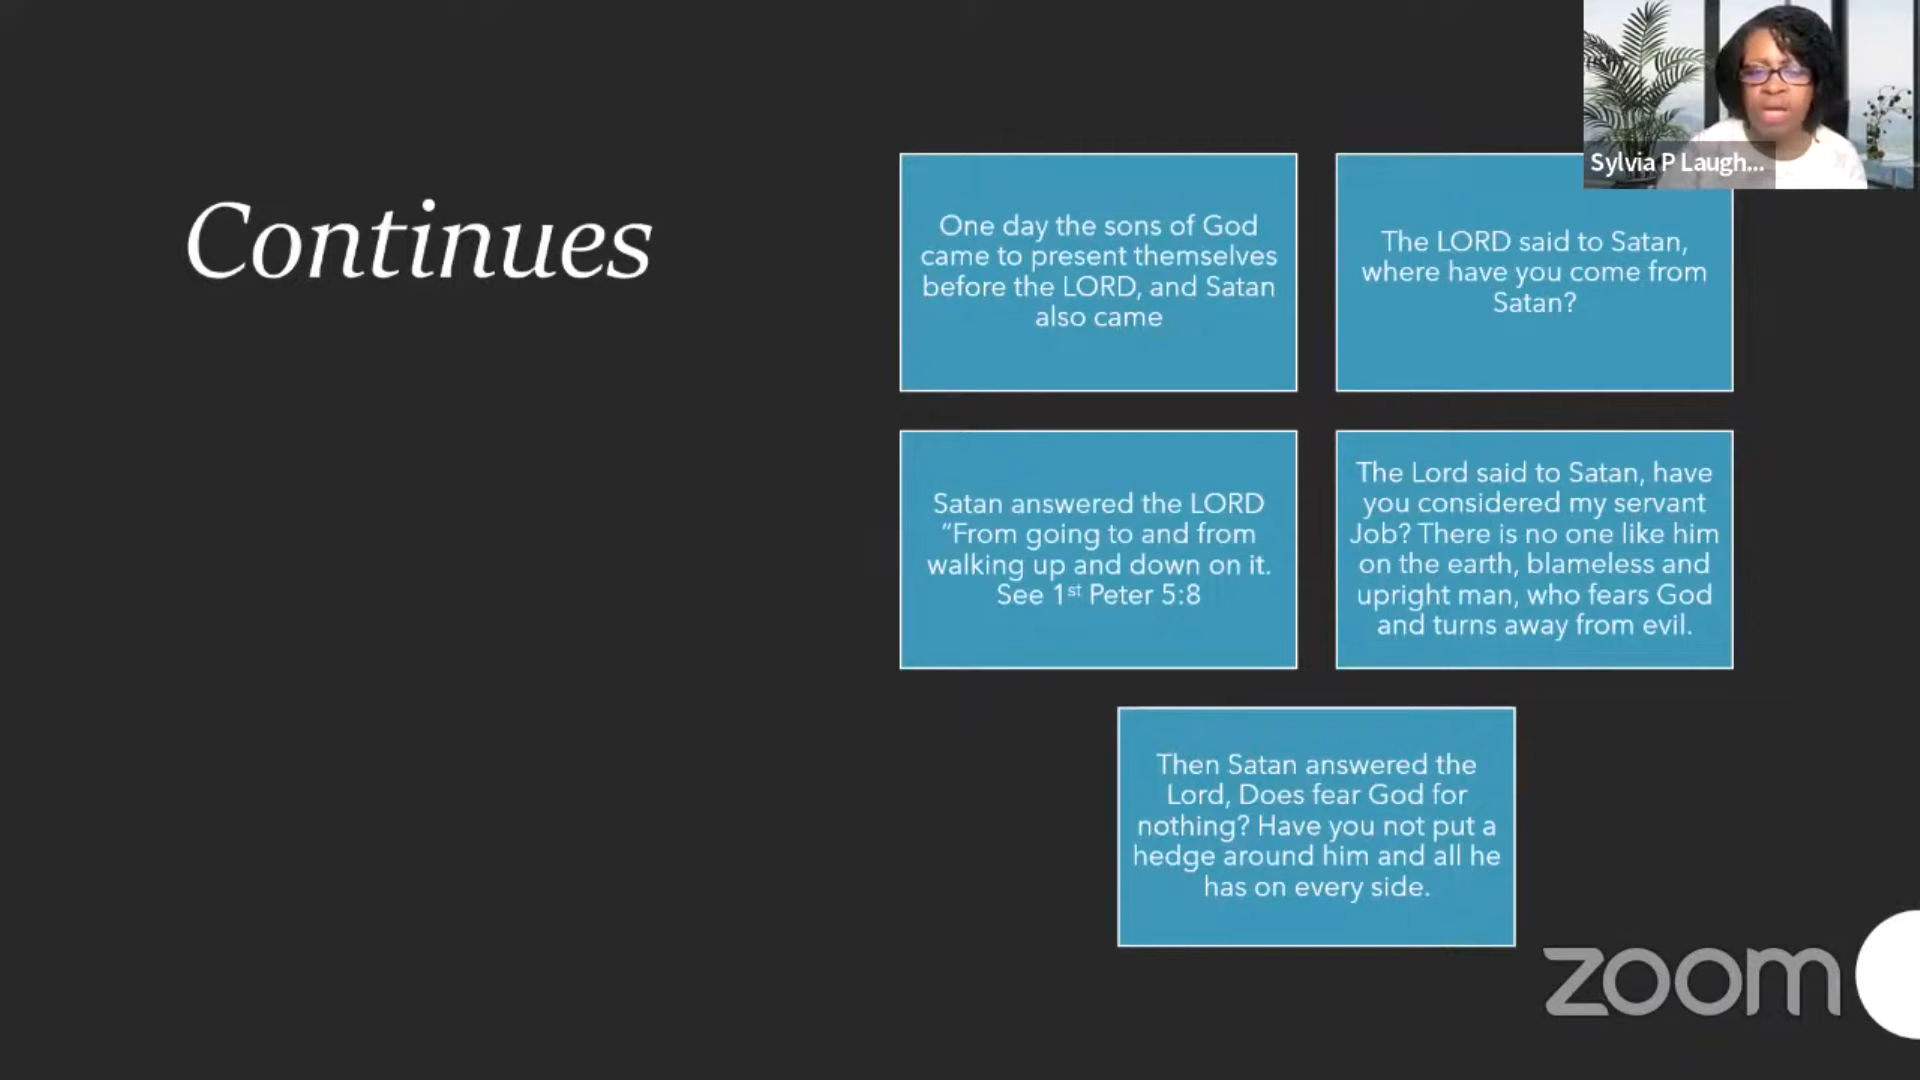 Sylvia P Laugh...
Continues
One day the sons of God
came to present themselves
before the LORD, and Satan
also came
The LORD said to Satan,
where have you come from
Satan?
Satan answered the LORD
"From going to and from
walking up and down on it.
See 1st Peter 5:8
The Lord said to Satan, have
you considered my servant
Job? There is no one like him
on the earth, blameless and
upright man, who fears God
and turns away from evil.
Then Satan answered the
Lord, Does fear God for
nothing? Have you not put a
hedge around him and all he
has on every side.
zoom